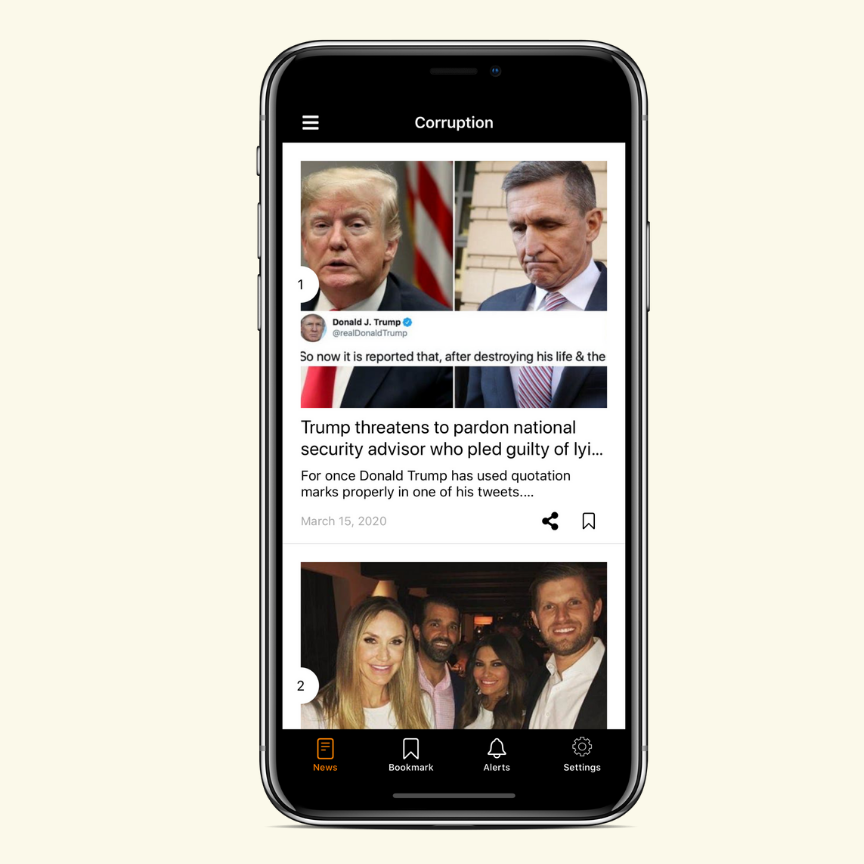 Corruption
1
Donald J. Trump
@realDonaldTrump
So now it is reported that, after destroying his life & the
Trump threatens to pardon national
security advisor who pled guilty of lyi...
For once Donald Trump has used quotation
marks properly in one of his tweets....
March 15, 2020
2
News Bookmark Alerts Settings